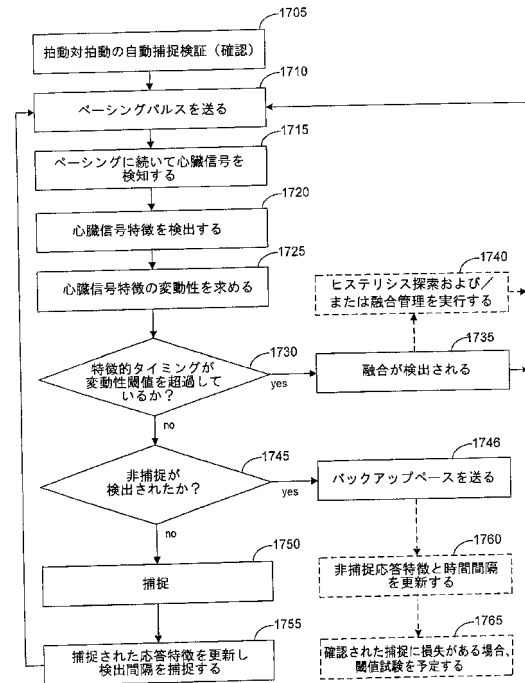 1705
拍動対拍動の自動捕捉検証（確認）
1710
ペーシングパルスを送る
1715
ペーシングに続いて心臓信号を
検知する
1720
心臓信号特徴を検出する
1725
心臓信号特徴の変動性を求める
1730
特徴的タイミングが
変動性閾値を超過して
いるか？
yes
no
1740
ヒステリシス探索および／
または融合管理を実行する
1735
融合が検出される
1745
非捕捉が
検出されたか？
yes
no
1746
バックアップペースを送る
1750
捕捉
1760
非捕捉応答特徴と時間間隔
を更新する
1755
捕捉された応答特徴を更新し
検出間隔を捕捉する
1765
確認された捕捉に損失がある場合、
閾値試験を予定する